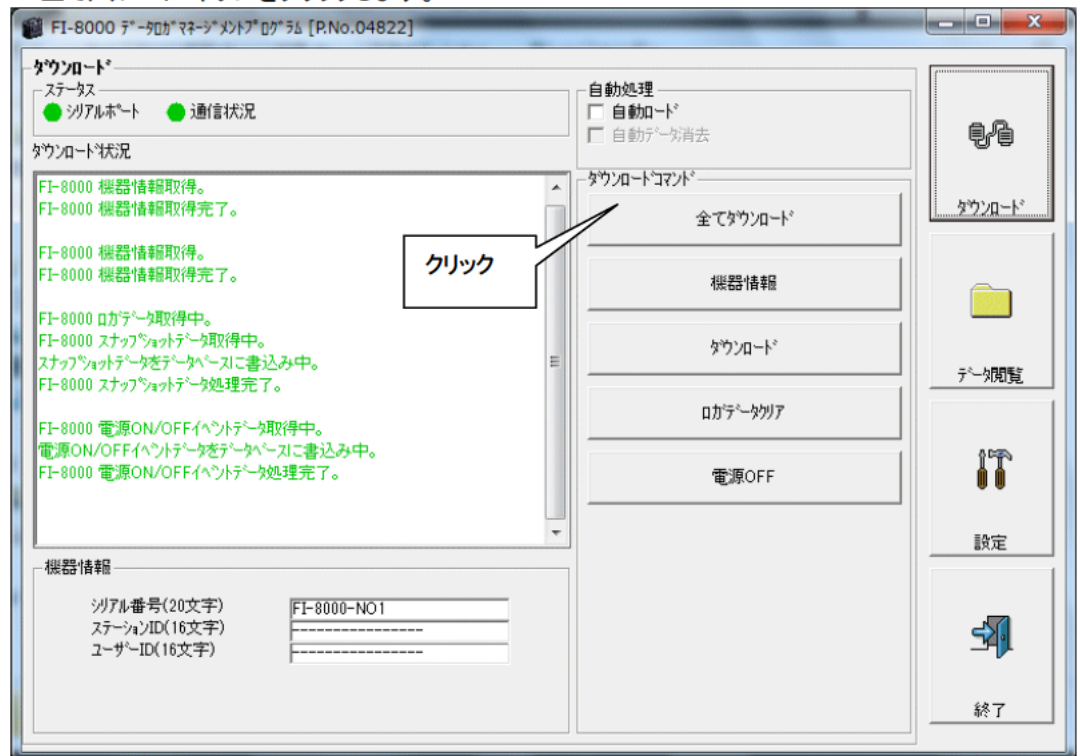 FI-8000 ﾃﾞｰﾀﾛｶﾞ ﾏﾈｰｼﾞﾒﾝﾄﾌﾟﾛｸﾞﾗﾑ [P.No.04822]
ﾀﾞｳﾝﾛｰﾄﾞ
ｽﾃｰﾀｽ
ｼﾘｱﾙﾎﾟｰﾄ
通信状況
自動処理
自動ﾛｰﾄﾞ
自動ﾃﾞｰﾀ消去
ﾀﾞｳﾝﾛｰﾄﾞ状況
FI-8000 機器情報取得。
FI-8000 機器情報取得完了。
FI-8000 機器情報取得。
FI-8000 機器情報取得完了。
FI-8000 ﾛｶﾞﾃﾞｰﾀ取得中。
FI-8000 ｽﾅｯﾌﾟｼｮｯﾄﾃﾞｰﾀ取得中。
ｽﾅｯﾌﾟｼｮｯﾄﾃﾞｰﾀをﾃﾞｰﾀﾍﾞｰｽに書込み中。
FI-8000 ｽﾅｯﾌﾟｼｮｯﾄﾃﾞｰﾀ処理完了。
FI-8000 電源ON/OFFｲﾍﾞﾝﾄﾃﾞｰﾀ取得中。
電源ON/OFFｲﾍﾞﾝﾄﾃﾞｰﾀをﾃﾞｰﾀﾍﾞｰｽに書込み中。
FI-8000 電源ON/OFFｲﾍﾞﾝﾄﾃﾞｰﾀ処理完了。
クリック
ﾀﾞｳﾝﾛｰﾄﾞｺﾏﾝﾄﾞ
全てﾀﾞｳﾝﾛｰﾄﾞ
機器情報
ﾀﾞｳﾝﾛｰﾄﾞ
ﾛｶﾞﾃﾞｰﾀｸﾘｱ
電源OFF
機器情報
ｼﾘｱﾙ番号(20文字) FI-8000-NO1
ｽﾃｰｼｮﾝID(16文字) ----------------
ﾕｰｻﾞｰID(16文字) ----------------
ﾀﾞｳﾝﾛｰﾄﾞ
ﾃﾞｰﾀ閲覧
設定
終了